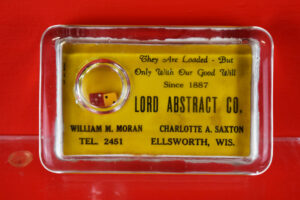 They Are Loaded - But
Only With Our Good Will
Since 1887
LORD ABSTRACT CO.
WILLIAM M. MORAN CHARLOTTE A. SAXTON
TEL. 2451 ELLSWORTH, WIS.